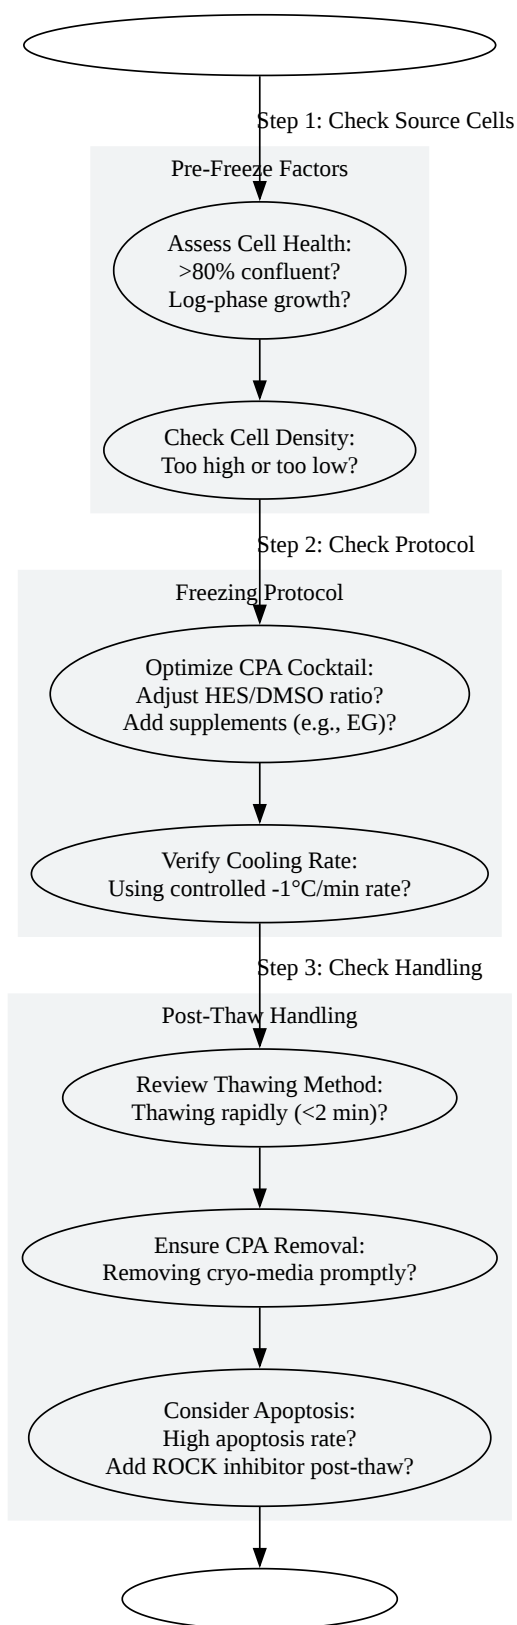 Step 1: Check Source Cells
Pre-Freeze Factors
Assess Cell Health:
>80% confluent?
Log-phase growth?
Check Cell Density:
Too high or too low?
Step 2: Check Protocol
Freezing Protocol
Optimize CPA Cocktail:
Adjust HES/DMSO ratio?
Add supplements (e.g., EG)?
Verify Cooling Rate:
Using controlled -1°C/min rate?
Step 3: Check Handling
Post-Thaw Handling
Review Thawing Method:
Thawing rapidly (<2 min)?
Ensure CPA Removal:
Removing cryo-media promptly?
Consider Apoptosis:
High apoptosis rate?
Add ROCK inhibitor post-thaw?